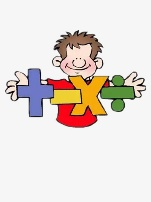 + - x ÷